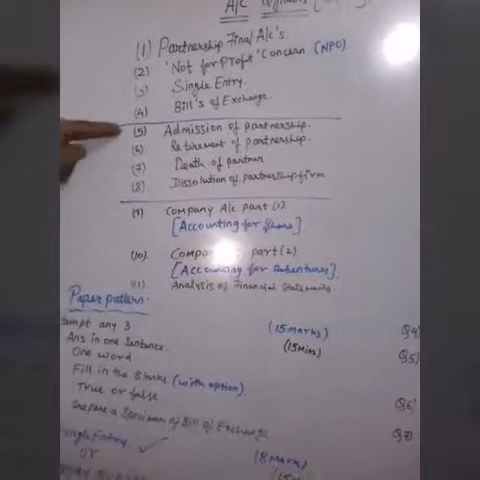 A/c
(1) Partnership Final A/c's.
(2) 'Not for Profit' Concern (NPO)
(3) Single Entry.
(4) Bill's of Exchange
(5) Admission of partnership.
(6) Retirement of partnership.
(7) Death of partner
(8) Dissolution of partnership firm
(9) Company A/c part (1).
[Accounting for Share]
(10). part (2)
[Accounting for debentures].
(11) Analysis of Financial Statements
Paper pattern.
any 3 (15 marks) Q4
Ans in one Sentence. (15 Mins) Q5)
One word
Fill in the Blanks (with option).
True or false Q6
Prepare a Specimen of Bill of Exchange Q7
Single Entry.
or (8 Marks)